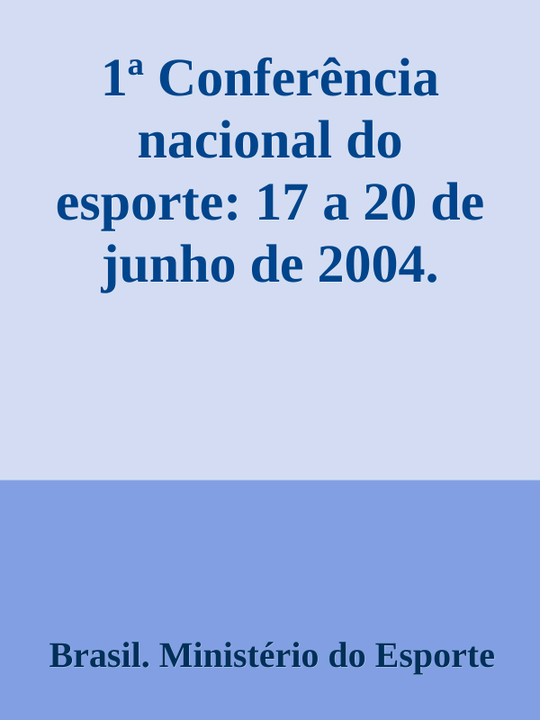 1ª Conferência
nacional do
esporte: 17 a 20 de
junho de 2004.
Brasil. Ministério do Esporte